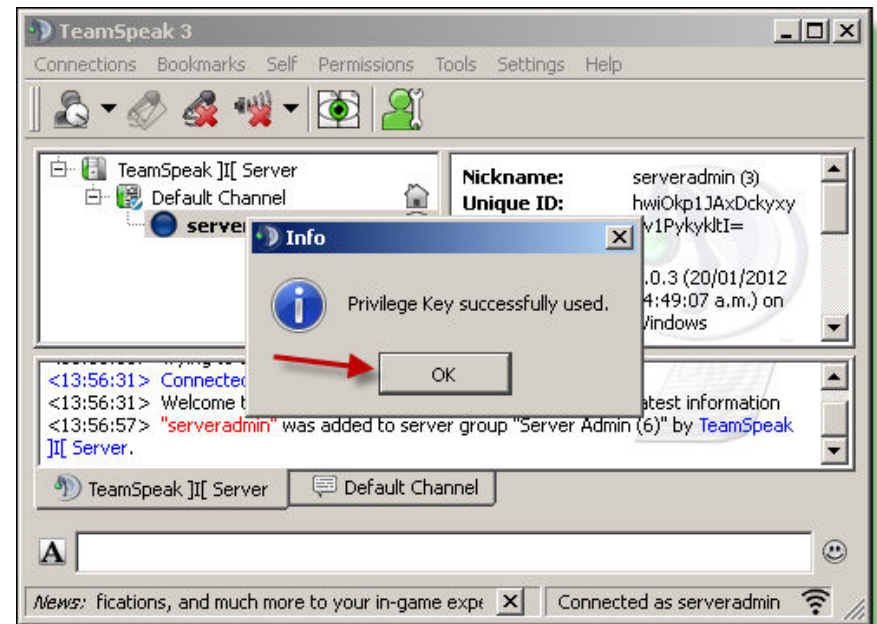 TeamSpeak 3
Connections Bookmarks Self Permissions Tools Settings Help
TeamSpeak ]I[ Server
Default Channel
server
Nickname: serveradmin (3)
Unique ID: hwiOkp1JAxDckyxy
v1PykykltI=
.0.3 (20/01/2012
4:49:07 a.m.) on
Windows
Info
Privilege Key successfully used.
OK
<13:56:31> Connected
<13:56:31> Welcome t atest information
<13:56:57> "serveradmin" was added to server group "Server Admin (6)" by TeamSpeak
]I[ Server.
TeamSpeak ]I[ Server Default Channel
A
News: fications, and much more to your in-game expe Connected as serveradmin